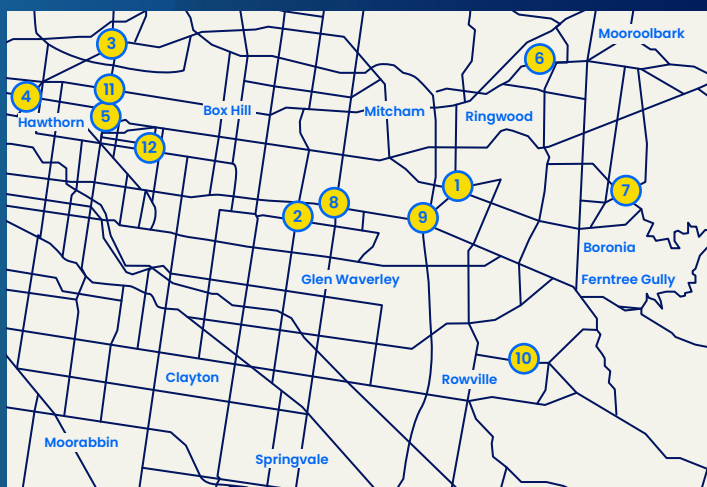 Mooroolbark
3
6
11
4
Box Hill
Mitcham
5
Ringwood
Hawthorn
12
1
7
8
2
9
Boronia
Glen Waverley
Ferntree Gully
10
Clayton
Rowville
Moorabbin
Springvale